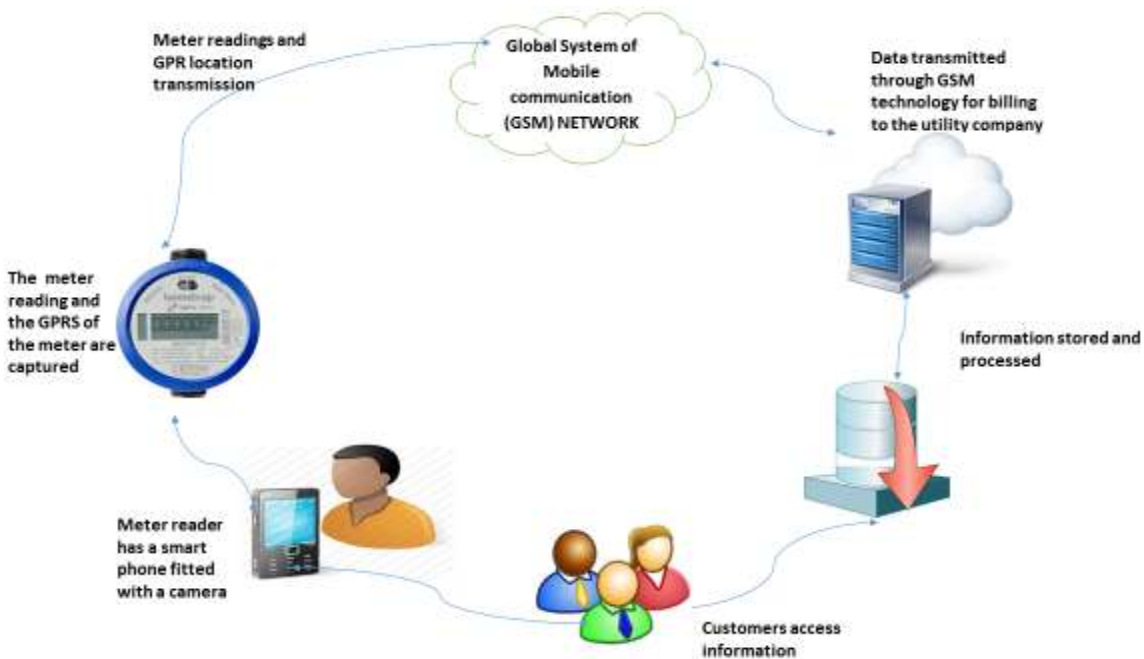 Meter readings and
GPR location
transmission
Global System of
Mobile
communication
(GSM) NETWORK
Data transmitted
through GSM
technology for billing
to the utility company
The meter
reading and
the GPRS of
the meter are
captured
Information stored and
processed
Meter reader
has a smart
phone fitted
with a camera
Customers access
information